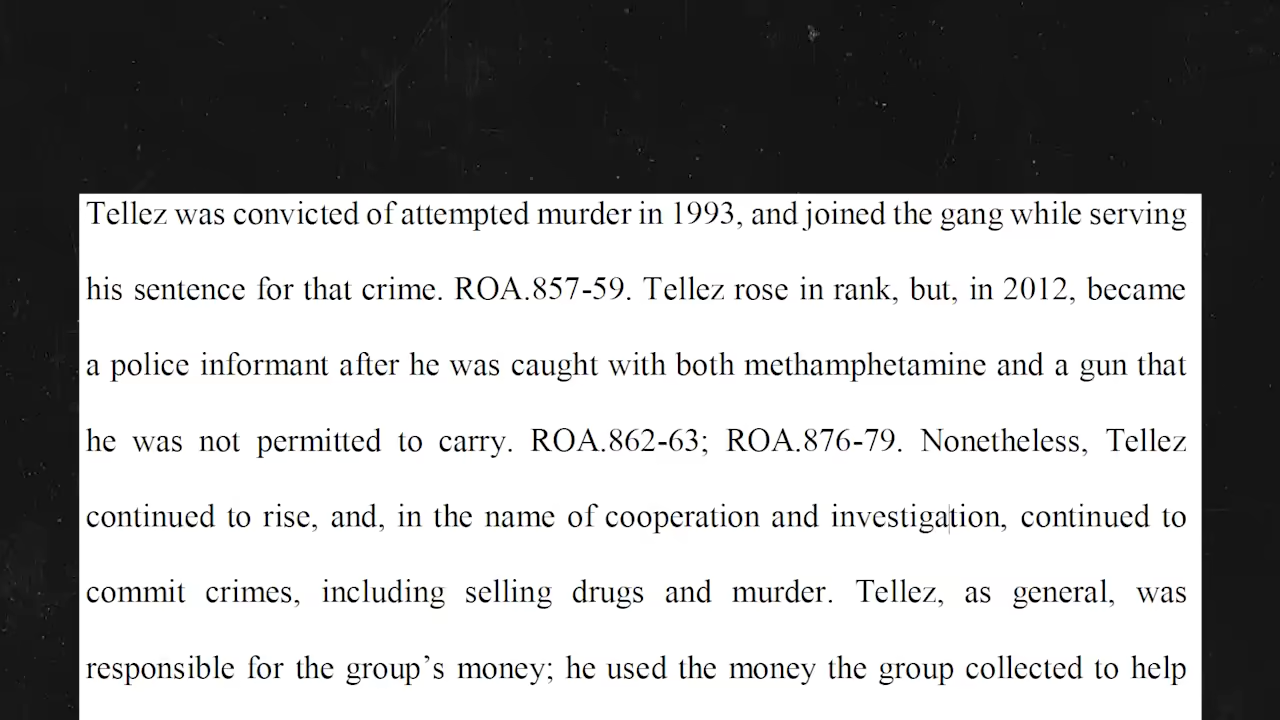 Tellez was convicted of attempted murder in 1993, and joined the gang while serving
his sentence for that crime. ROA.857-59. Tellez rose in rank, but, in 2012, became
a police informant after he was caught with both methamphetamine and a gun that
he was not permitted to carry. ROA.862-63; ROA.876-79. Nonetheless, Tellez
continued to rise, and, in the name of cooperation and investigation, continued to
commit crimes, including selling drugs and murder. Tellez, as general, was
responsible for the group’s money; he used the money the group collected to help